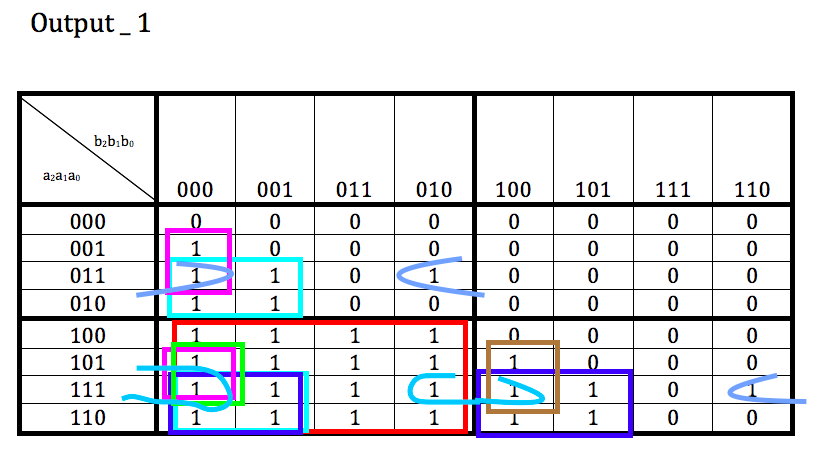 Output _ 1
b₂b₁b₀
a₂a₁a₀
000 001 011 010 100 101 111 110
000 0 0 0 0 0 0 0 0
001 1 0 0 0 0 0 0 0
011 1 1 0 1 0 0 0 0
010 1 1 0 0 0 0 0 0
100 1 1 1 1 0 0 0 0
101 1 1 1 1 1 0 0 0
111 1 1 1 1 1 1 0 1
110 1 1 1 1 1 1 0 0